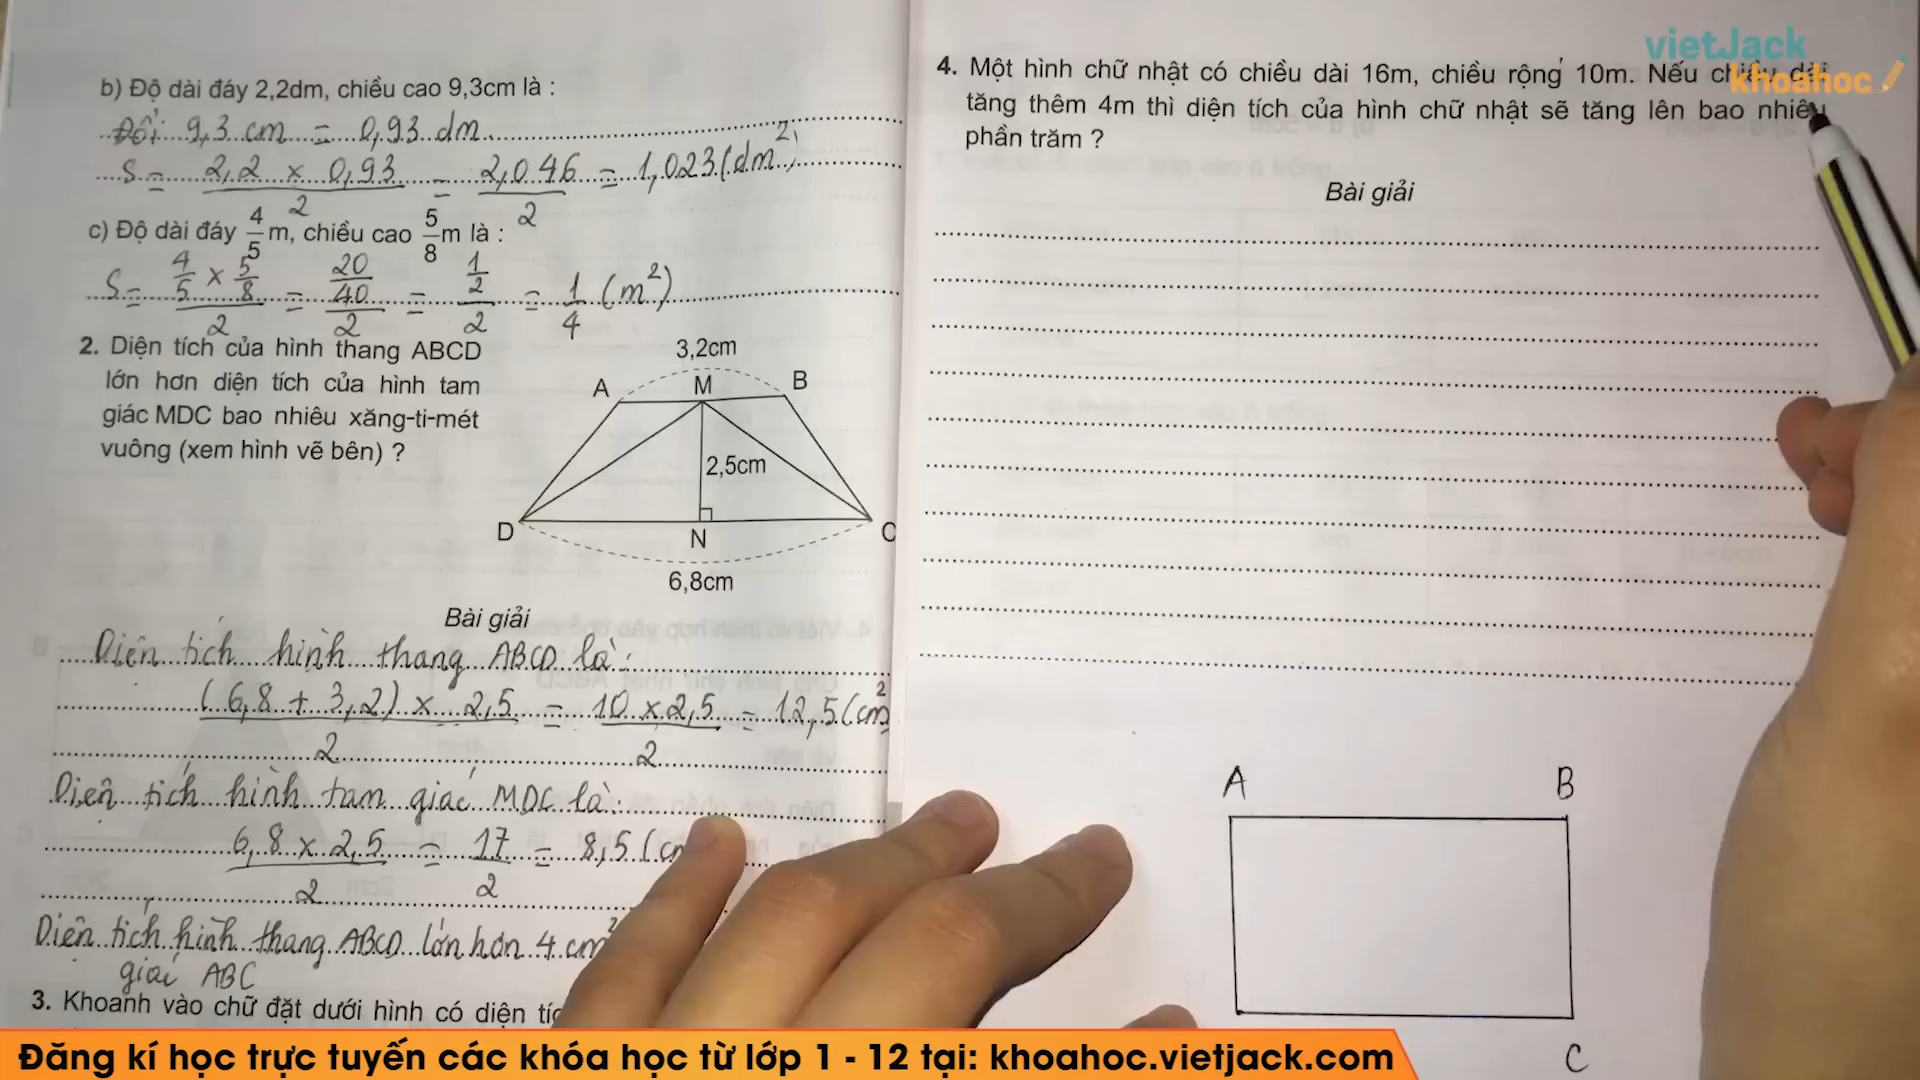 b) Độ dài đáy 2,2dm, chiều cao 9,3cm là :
Đổi 9,3 cm = 0,93 dm
S = 2,2 x 0,93 / 2 = 2,046 / 2 = 1,023 (dm²)
c) Độ dài đáy 4/5 m, chiều cao 5/8 m là :
S = 4/5 x 5/8 / 2 = 20/40 / 2 = 1/2 / 2 = 1/4 (m²)
2. Diện tích của hình thang ABCD
lớn hơn diện tích của hình tam
giác MDC bao nhiêu xăng-ti-mét
vuông (xem hình vẽ bên) ?
3,2cm
A M B
2,5cm
D N C
6,8cm
Bài giải
Diện tích hình thang ABCD là:
(6,8 + 3,2) x 2,5 / 2 = 10 x 2,5 / 2 = 12,5 (cm²
Diện tích hình tam giác MDC là:
6,8 x 2,5 / 2 = 17 / 2 = 8,5 (c
Diện tích hình thang ABCD lớn hơn 4 cm²
giác ABC
3. Khoanh vào chữ đặt dưới hình có diện tíc
4. Một hình chữ nhật có chiều dài 16m, chiều rộng 10m. Nếu chiều dài
tăng thêm 4m thì diện tích của hình chữ nhật sẽ tăng lên bao nhiêu
phần trăm ?
Bài giải
A B
C
vietJack
khoahoc
Đăng kí học trực tuyến các khóa học từ lớp 1 - 12 tại: khoahoc.vietjack.com